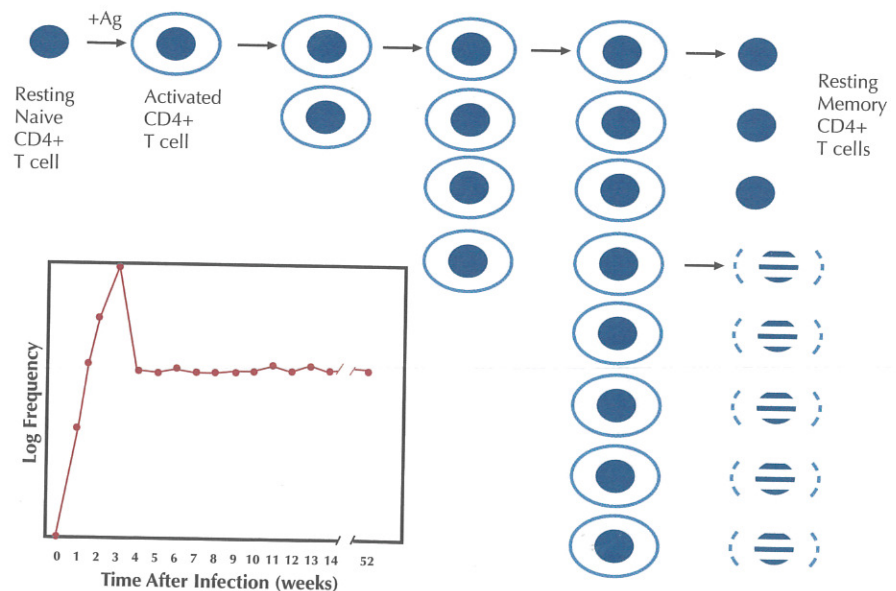 +Ag
Resting
Naive
CD4+
T cell
Activated
CD4+
T cell
Resting
Memory
CD4+
T cells
Log Frequency
0 1 2 3 4 5 6 7 8 9 10 11 12 13 14 52
Time After Infection (weeks)